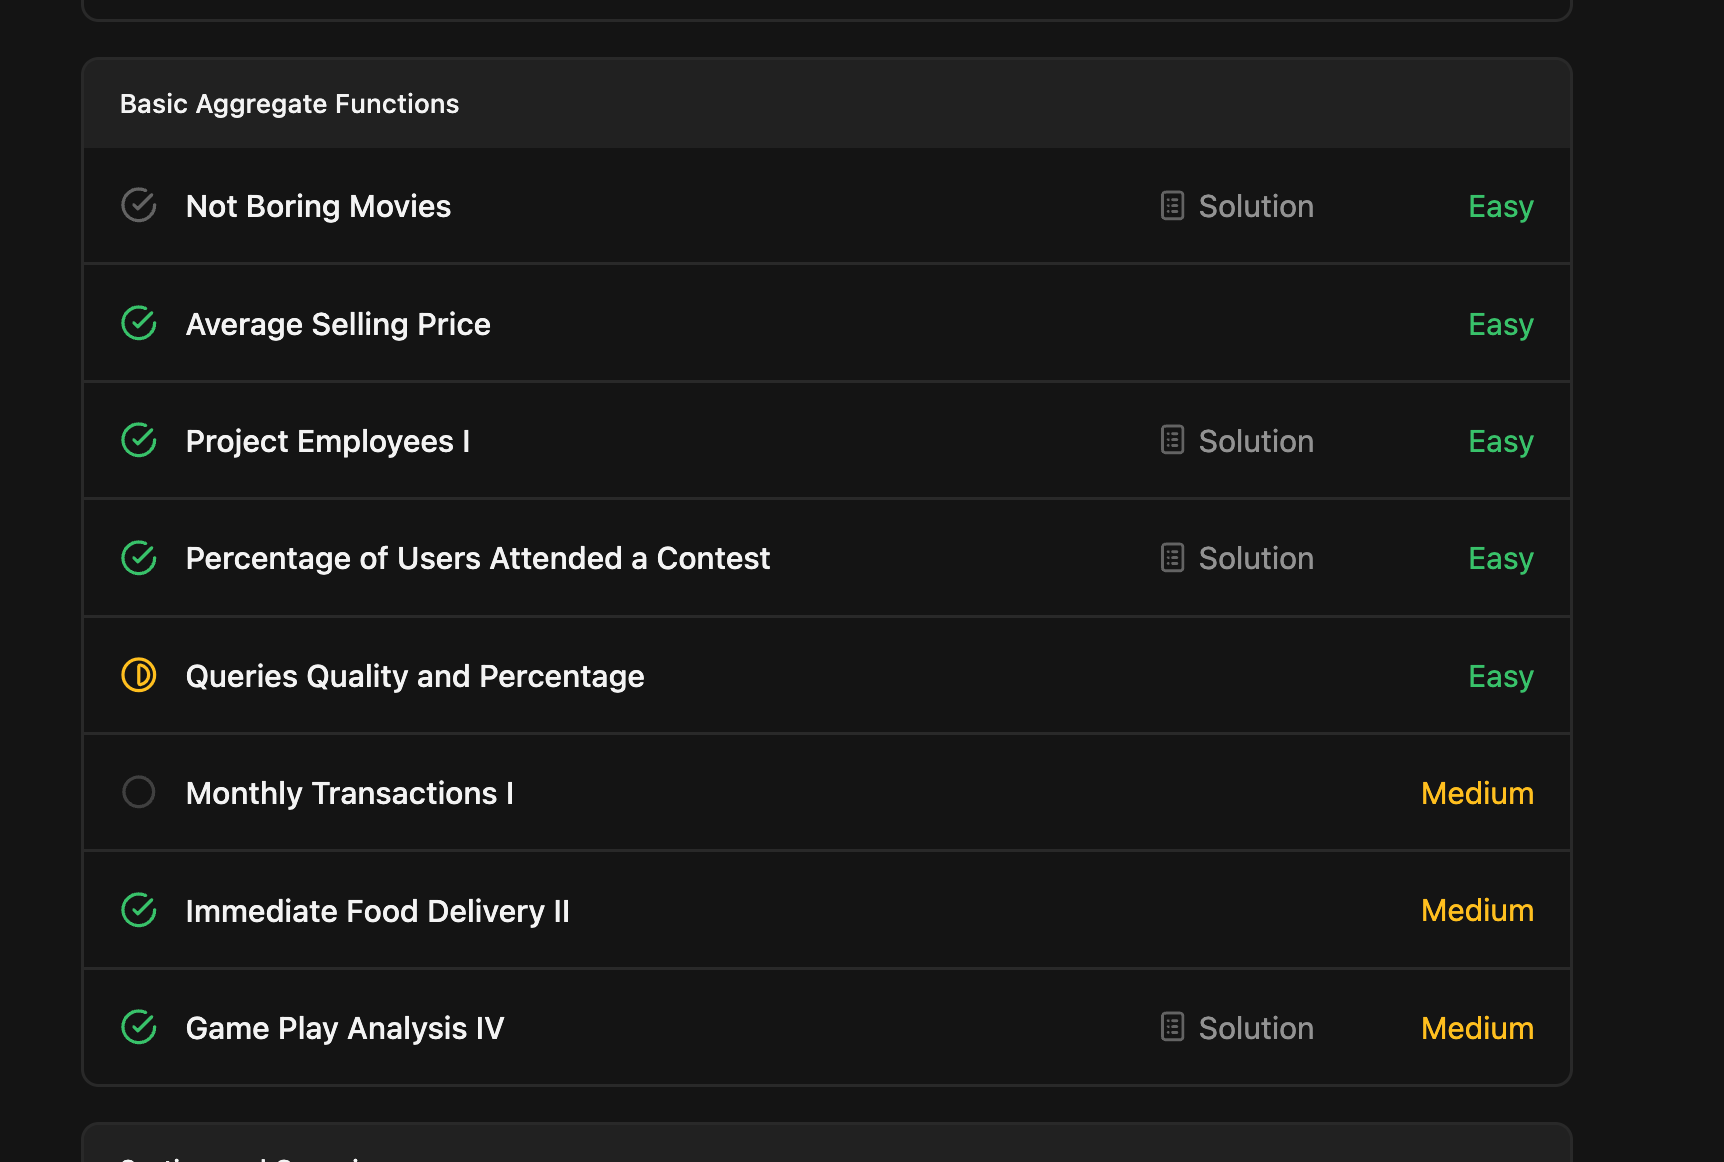 Basic Aggregate Functions
Not Boring Movies Solution Easy
Average Selling Price Easy
Project Employees I Solution Easy
Percentage of Users Attended a Contest Solution Easy
Queries Quality and Percentage Easy
Monthly Transactions I Medium
Immediate Food Delivery II Medium
Game Play Analysis IV Solution Medium